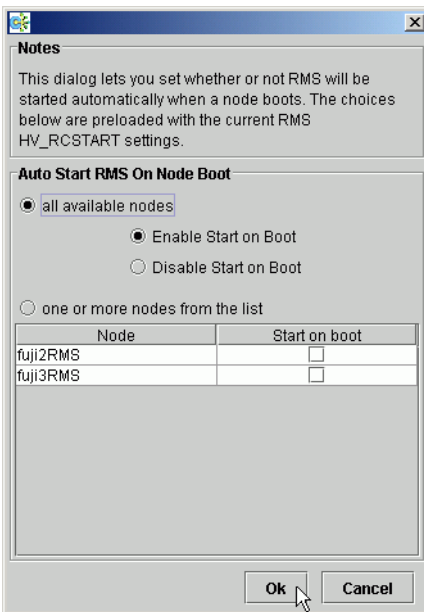 Notes
This dialog lets you set whether or not RMS will be
started automatically when a node boots. The choices
below are preloaded with the current RMS
HV_RCSTART settings.
Auto Start RMS On Node Boot
all available nodes
Enable Start on Boot
Disable Start on Boot
one or more nodes from the list
Node Start on boot
fuji2RMS
fuji3RMS
Ok Cancel